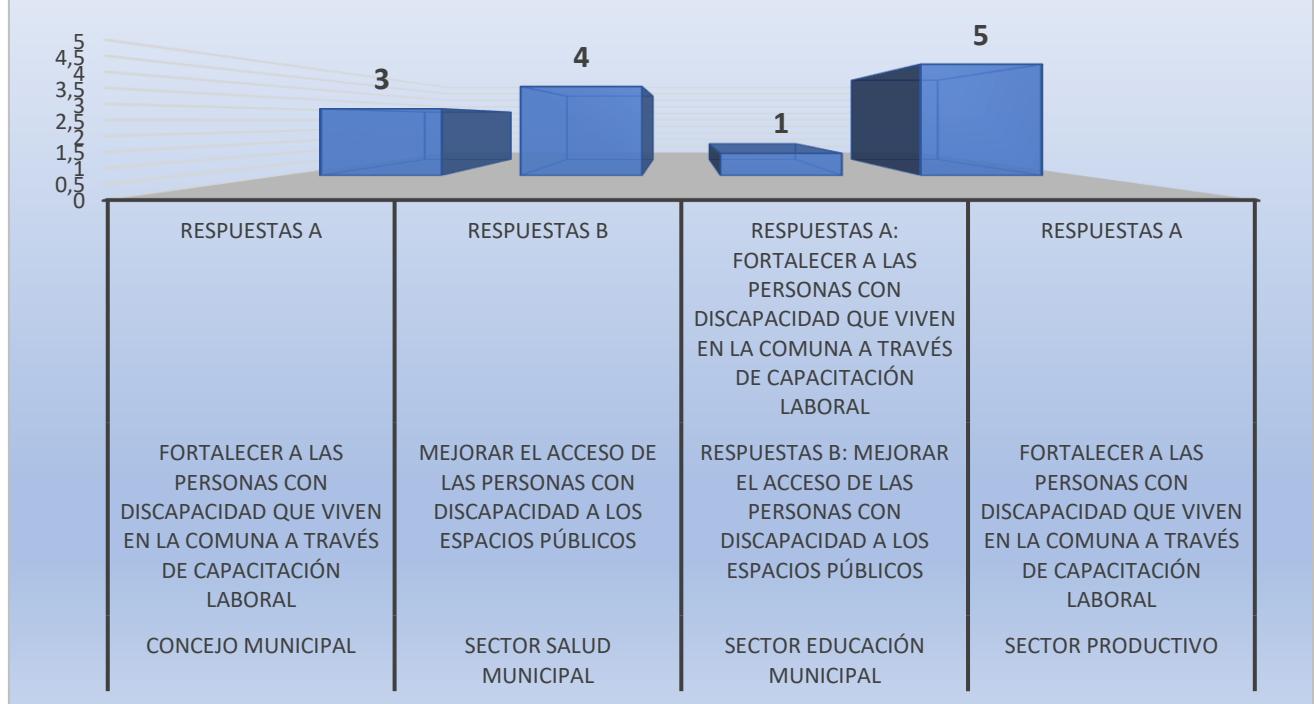 5
4,5
4
3,5
3
2,5
2
1,5
1
0,5
0
3
4
1
5
RESPUESTAS A
FORTALECER A LAS
PERSONAS CON
DISCAPACIDAD QUE VIVEN
EN LA COMUNA A TRAVÉS
DE CAPACITACIÓN
LABORAL
CONCEJO MUNICIPAL
RESPUESTAS B
MEJORAR EL ACCESO DE
LAS PERSONAS CON
DISCAPACIDAD A LOS
ESPACIOS PÚBLICOS
SECTOR SALUD
MUNICIPAL
RESPUESTAS A:
FORTALECER A LAS
PERSONAS CON
DISCAPACIDAD QUE VIVEN
EN LA COMUNA A TRAVÉS
DE CAPACITACIÓN
LABORAL
RESPUESTAS B: MEJORAR
EL ACCESO DE LAS
PERSONAS CON
DISCAPACIDAD A LOS
ESPACIOS PÚBLICOS
SECTOR EDUCACIÓN
MUNICIPAL
RESPUESTAS A
FORTALECER A LAS
PERSONAS CON
DISCAPACIDAD QUE VIVEN
EN LA COMUNA A TRAVÉS
DE CAPACITACIÓN
LABORAL
SECTOR PRODUCTIVO